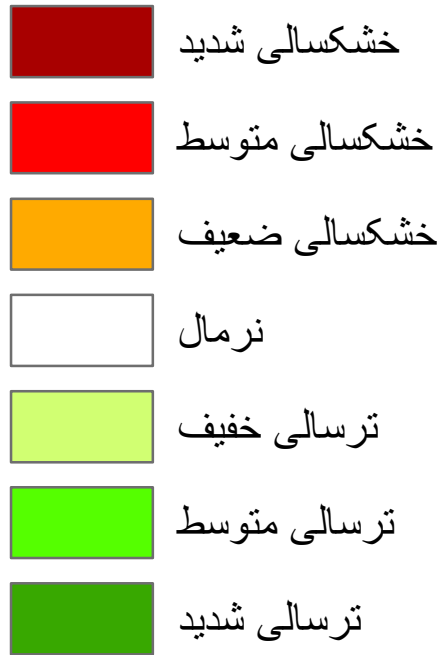 خشکسالی شدید
خشکسالی متوسط
خشکسالی ضعیف
نرمال
ترسالی خفیف
ترسالی متوسط
ترسالی شدید